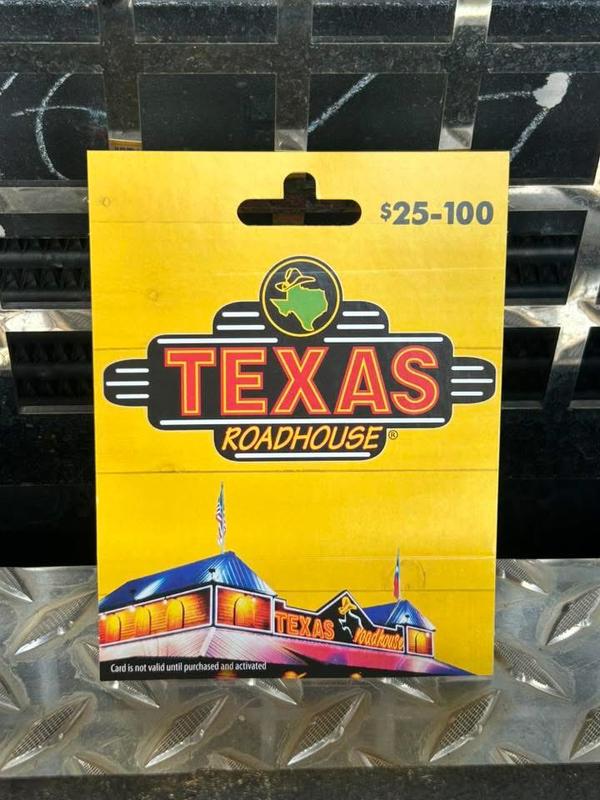 $25-100
TEXAS
ROADHOUSE®
TEXAS
Roadhouse
Card is not valid until purchased and activated